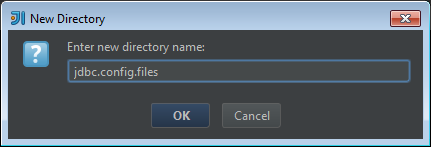 New Directory
Enter new directory name:
jdbc.config.files
OK
Cancel